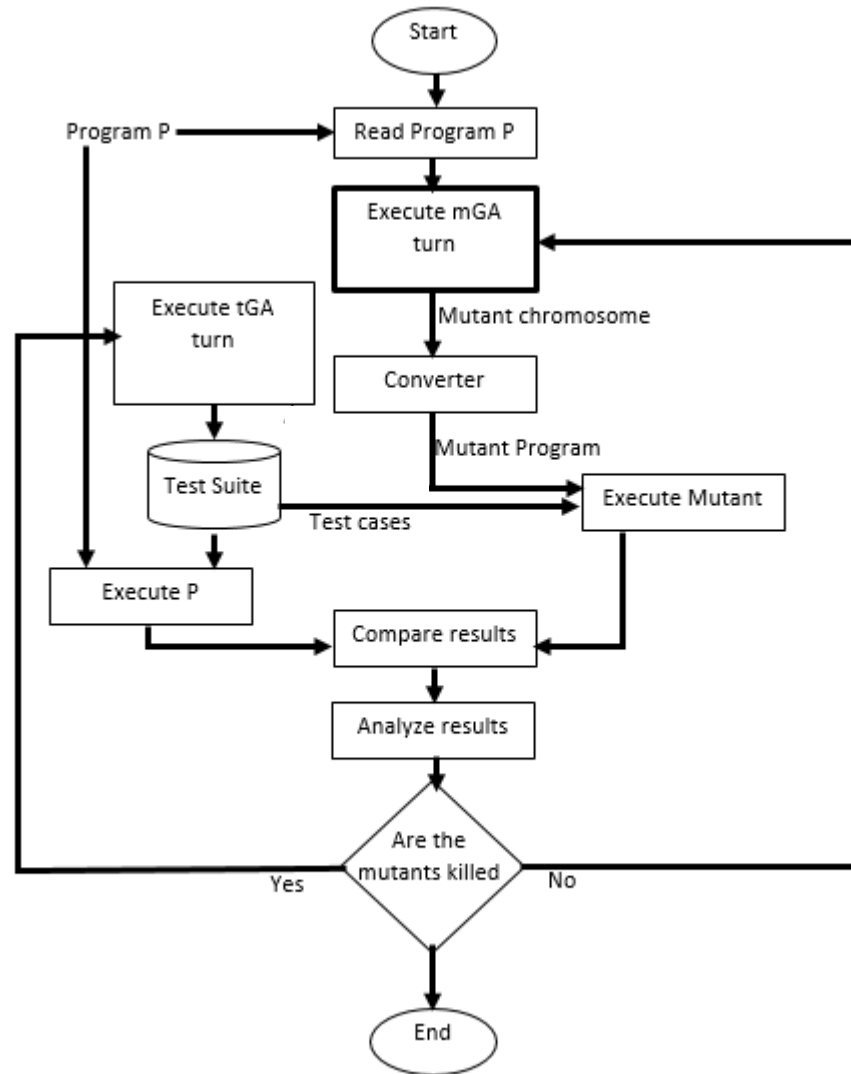 Start
Program P
Read Program P
Execute mGA
turn
Execute tGA
turn
Mutant chromosome
Converter
Mutant Program
Test Suite
Execute Mutant
Test cases
Execute P
Compare results
Analyze results
Are the
mutants killed
Yes
No
End